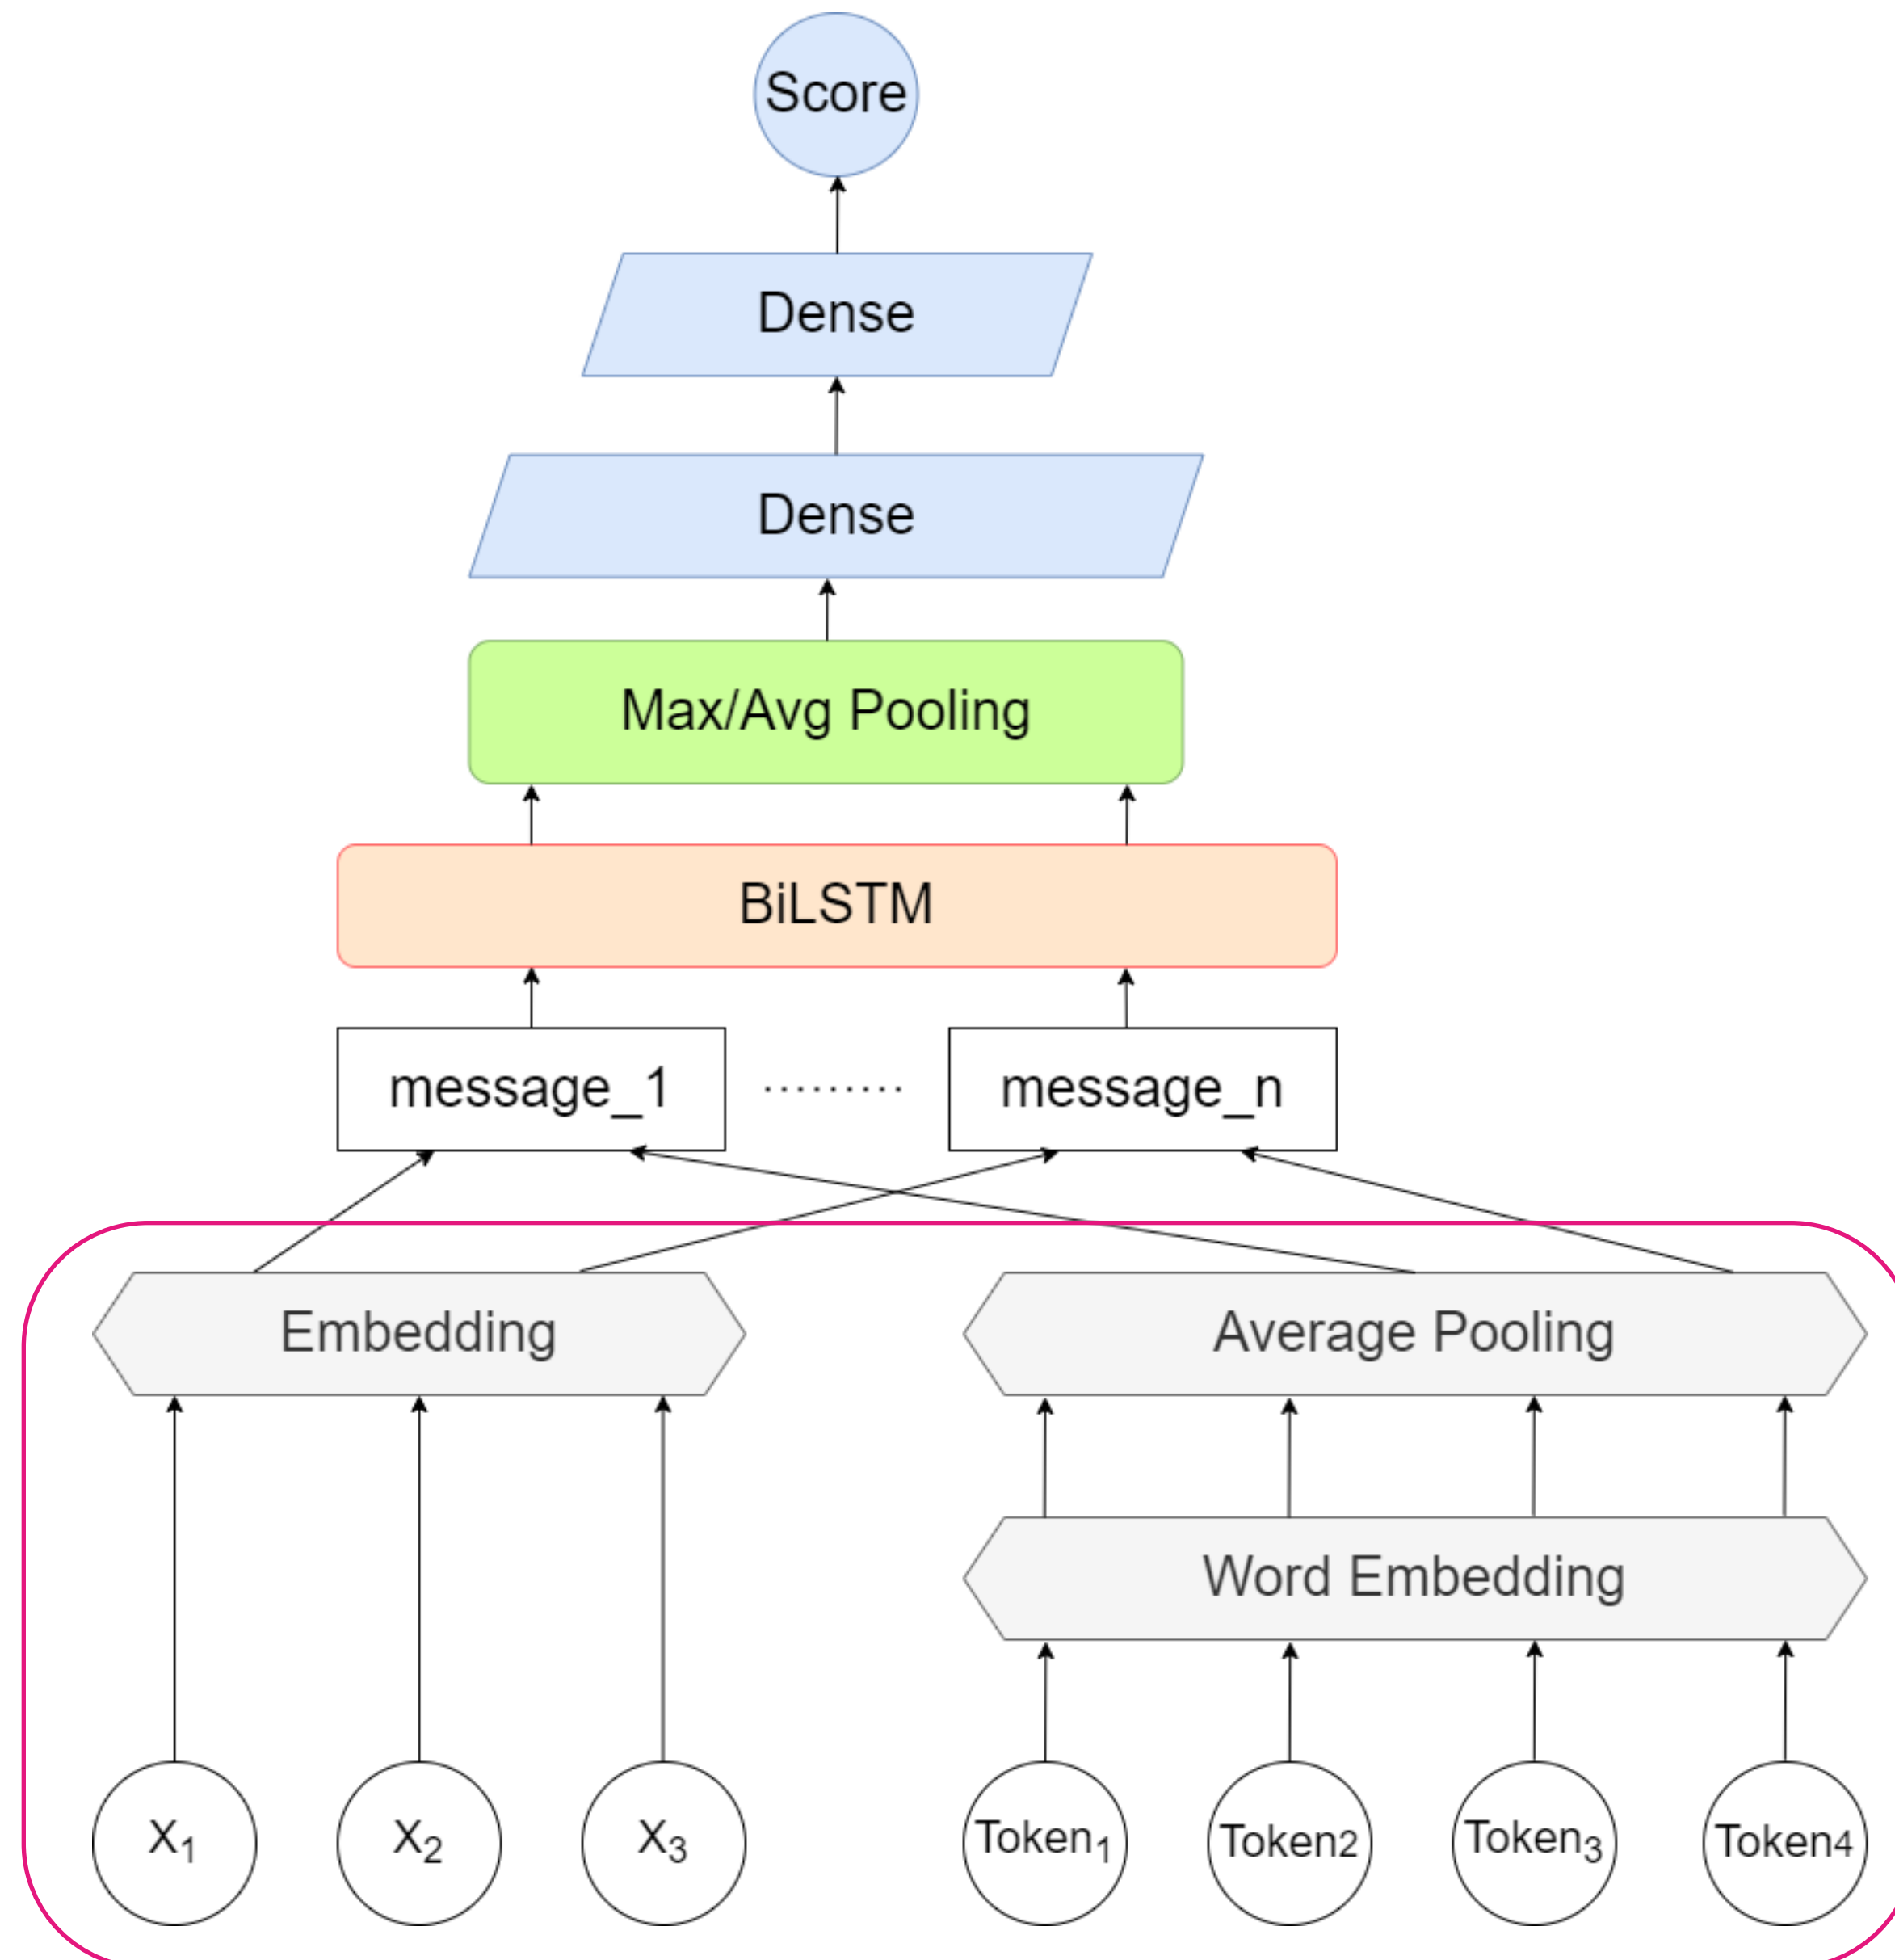 Score
Dense
Dense
Max/Avg Pooling
BiLSTM
message_1 ········· message_n
Embedding Average Pooling
Word Embedding
X₁ X₂ X₃ Token₁ Token2 Token₃ Token4